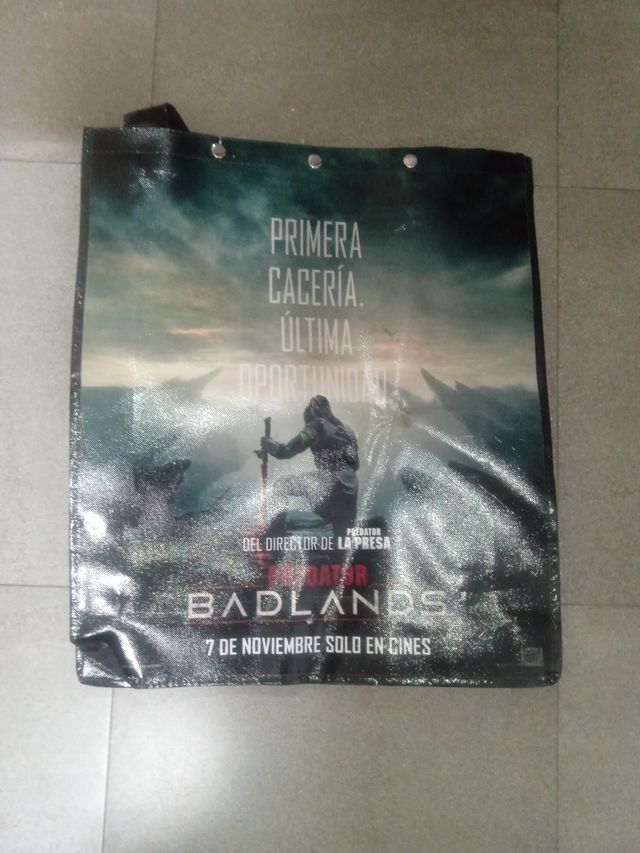 PRIMERA
CACERÍA.
ÚLTIMA
OPORTUNIDAD.
DEL DIRECTOR DE PREDATOR LA PRESA
PREDATOR
BADLANDS
7 DE NOVIEMBRE SOLO EN CINES